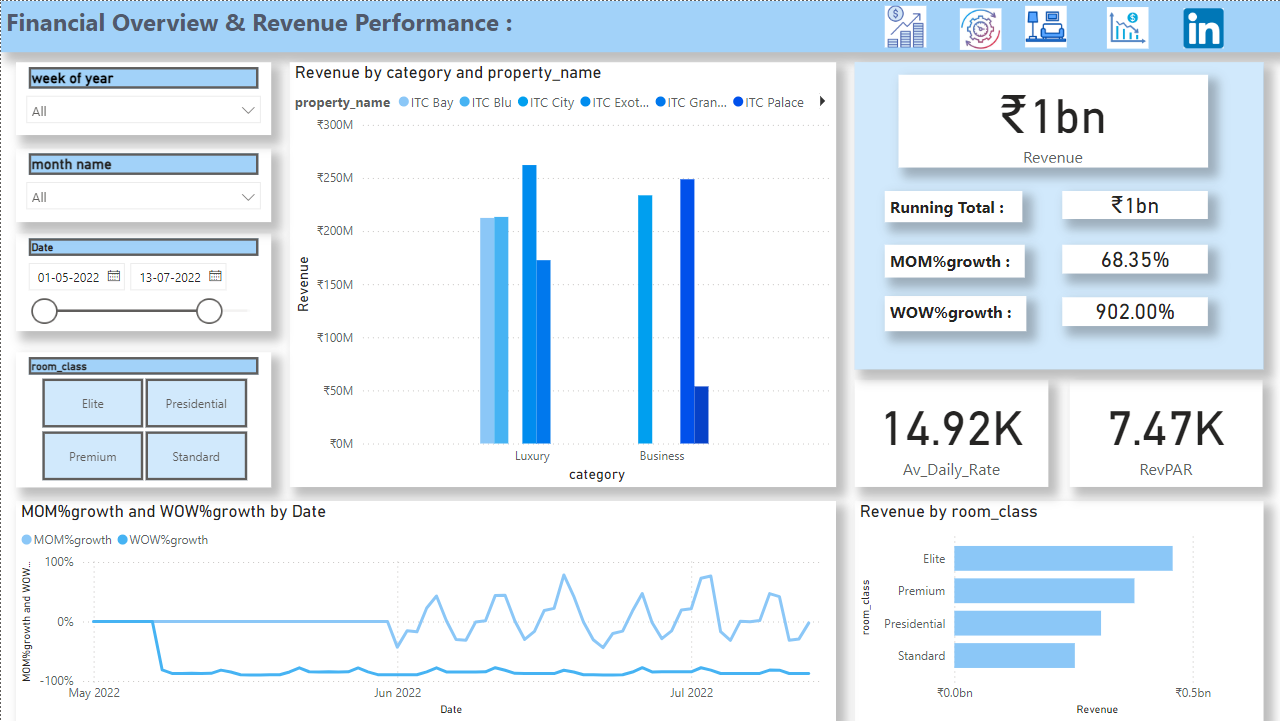 Financial Overview & Revenue Performance :
in
week of year
All
month name
All
Date
01-05-2022
13-07-2022
room_class
Elite
Presidential
Premium
Standard
Revenue by category and property_name
property_name ITC Bay ITC Blu ITC City ITC Exot... ITC Gran... ITC Palace
₹300M
₹250M
₹200M
₹150M
₹100M
₹50M
₹0M
Revenue
Luxury
Business
category
₹1bn
Revenue
Running Total :
₹1bn
MOM%growth :
68.35%
WOW%growth :
902.00%
14.92K
Av_Daily_Rate
7.47K
RevPAR
MOM%growth and WOW%growth by Date
MOM%growth WOW%growth
MOM%growth and WOW...
100%
0%
-100%
May 2022
Jun 2022
Jul 2022
Date
Revenue by room_class
room_class
Elite
Premium
Presidential
Standard
₹0.0bn
₹0.5bn
Revenue